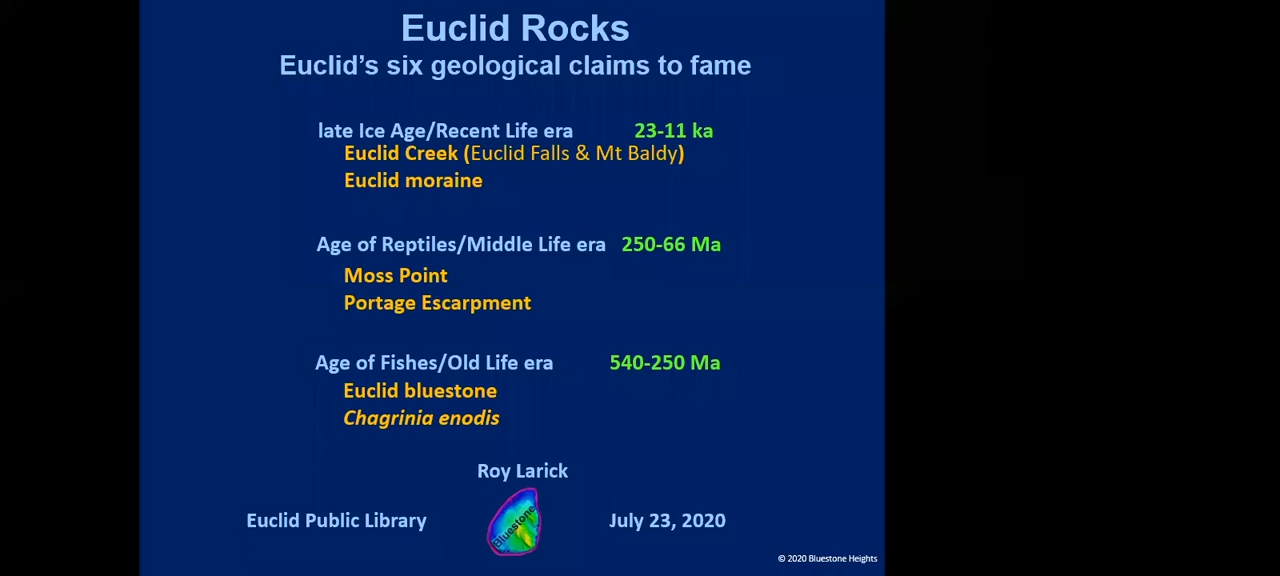 Euclid Rocks
Euclid’s six geological claims to fame
late Ice Age/Recent Life era 23-11 ka
Euclid Creek (Euclid Falls & Mt Baldy)
Euclid moraine
Age of Reptiles/Middle Life era 250-66 Ma
Moss Point
Portage Escarpment
Age of Fishes/Old Life era 540-250 Ma
Euclid bluestone
Chagrinia enodis
Roy Larick
Bluestone
Euclid Public Library July 23, 2020
© 2020 Bluestone Heights